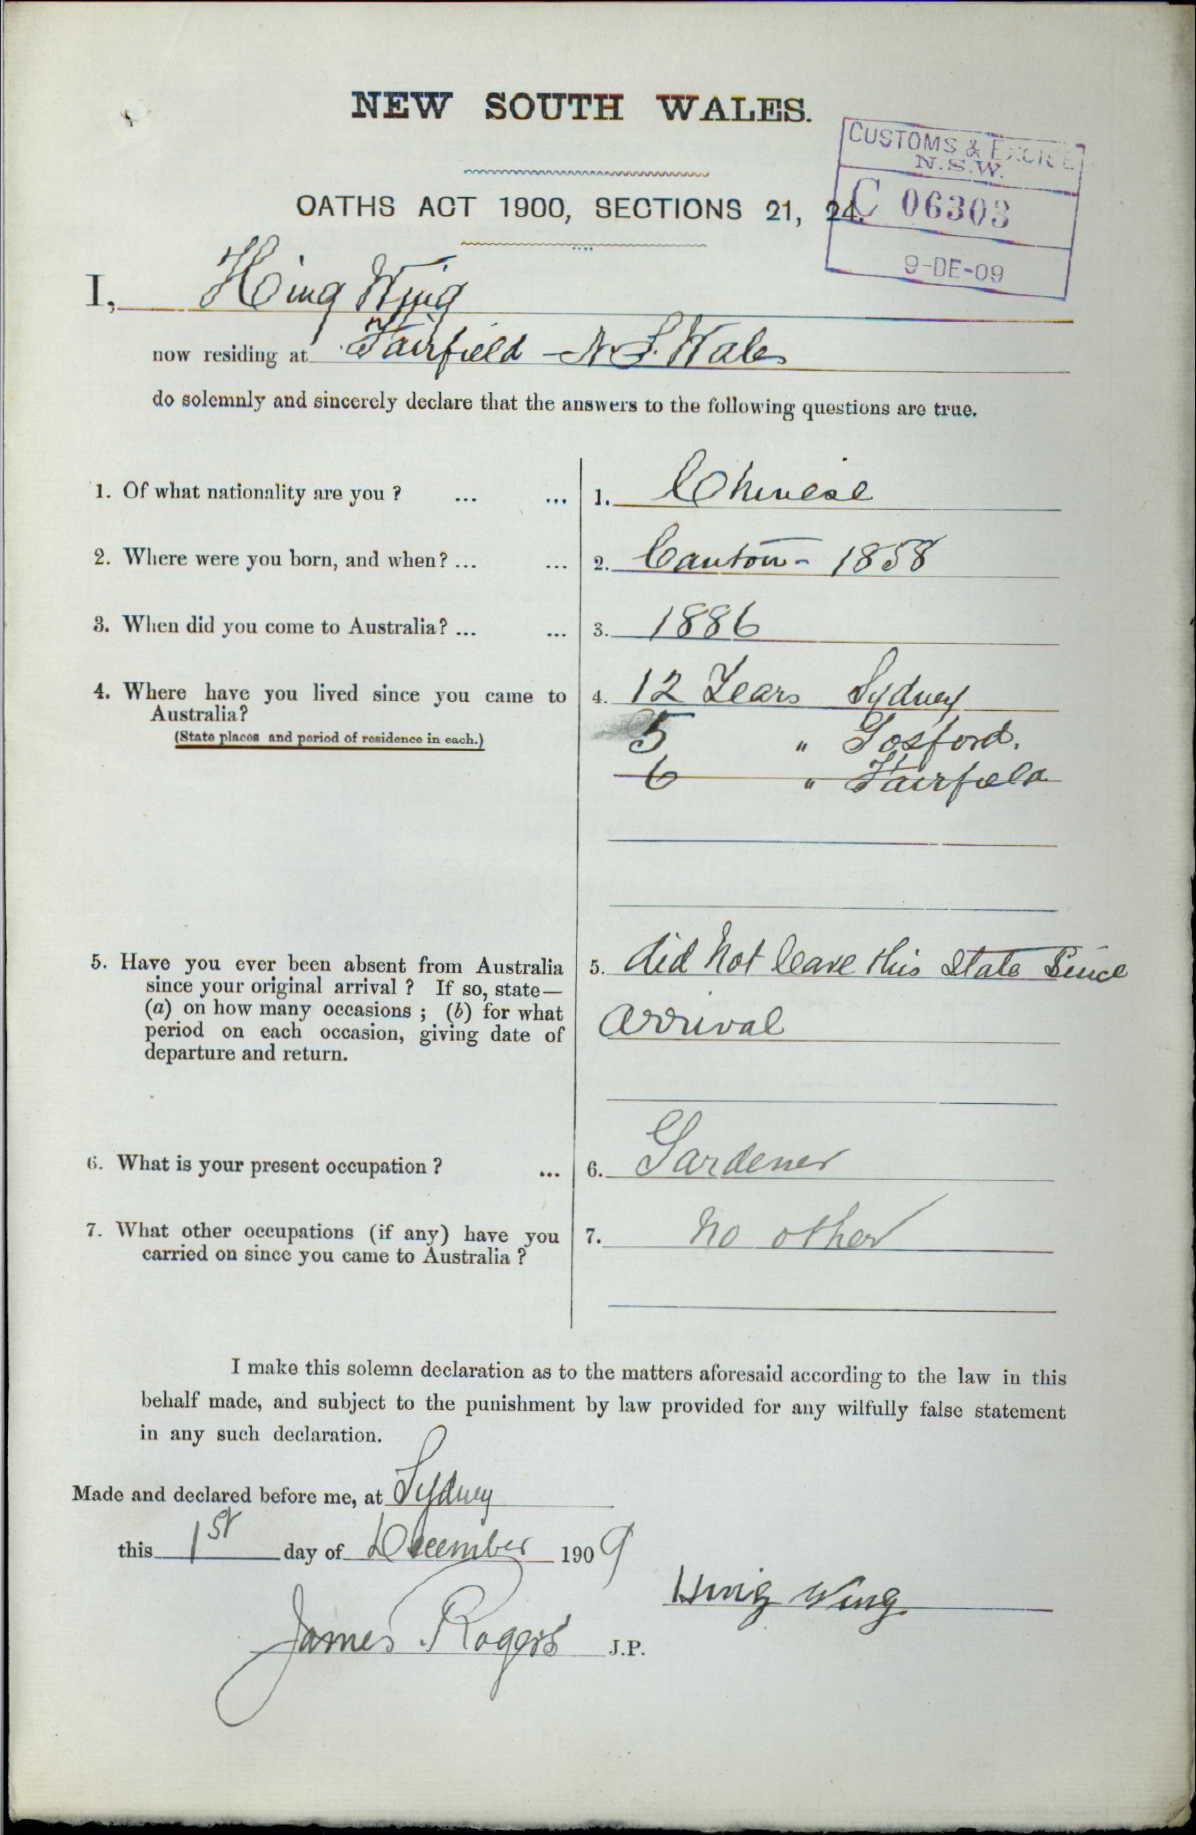 NEW SOUTH WALES.
CUSTOMS & EXCISE
N.S.W.
C 06303
9-DE-09
OATHS ACT 1900, SECTIONS 21, 24.
I, Hing Wing
now residing at Fairfield - N. S. Wales
do solemnly and sincerely declare that the answers to the following questions are true.
1. Of what nationality are you ? ... ... 1. Chinese
2. Where were you born, and when? ... ... 2. Canton - 1858
3. When did you come to Australia? ... ... 3. 1886
4. Where have you lived since you came to 4. 12 Years Sydney
Australia?
(State places and period of residence in each.) 5 " Gosford.
6 " Fairfield
5. Have you ever been absent from Australia 5. did not leave this State Since
since your original arrival ? If so, state—
(a) on how many occasions ; (b) for what arrival
period on each occasion, giving date of
departure and return.
6. What is your present occupation ? ... 6. Gardener
7. What other occupations (if any) have you 7. no other
carried on since you came to Australia ?
I make this solemn declaration as to the matters aforesaid according to the law in this
behalf made, and subject to the punishment by law provided for any wilfully false statement
in any such declaration.
Made and declared before me, at Sydney
this 1st day of December 1909
Hing Wing
James Rogers J.P.